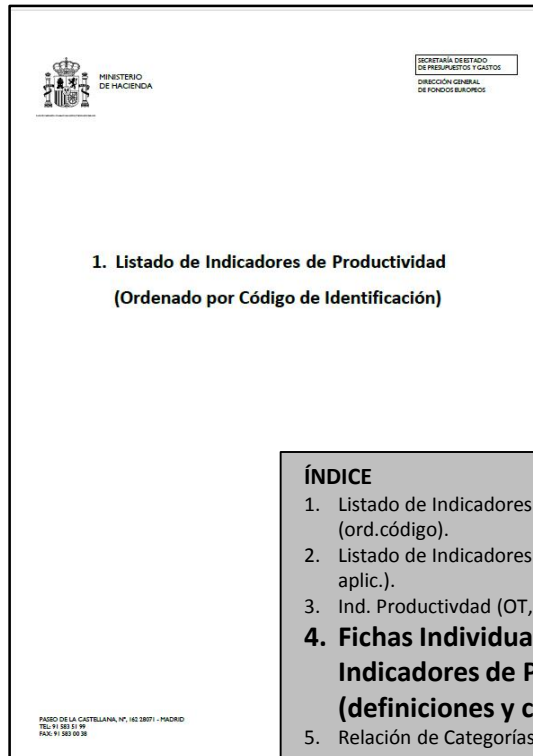 MINISTERIO
DE HACIENDA
SECRETARÍA DE ESTADO
DE PRESUPUESTOS Y GASTOS
DIRECCIÓN GENERAL
DE FONDOS EUROPEOS
1. Listado de Indicadores de Productividad
(Ordenado por Código de Identificación)
ÍNDICE
1. Listado de Indicadores
(ord.código).
2. Listado de Indicadores
aplic.).
3. Ind. Productivdad (OT,
4. Fichas Individua
Indicadores de P
(definiciones y c
5. Relación de Categorías
PASEO DE LA CASTELLANA, Nº, 162 28071 - MADRID
TEL: 91 583 51 99
FAX: 91 583 00 38